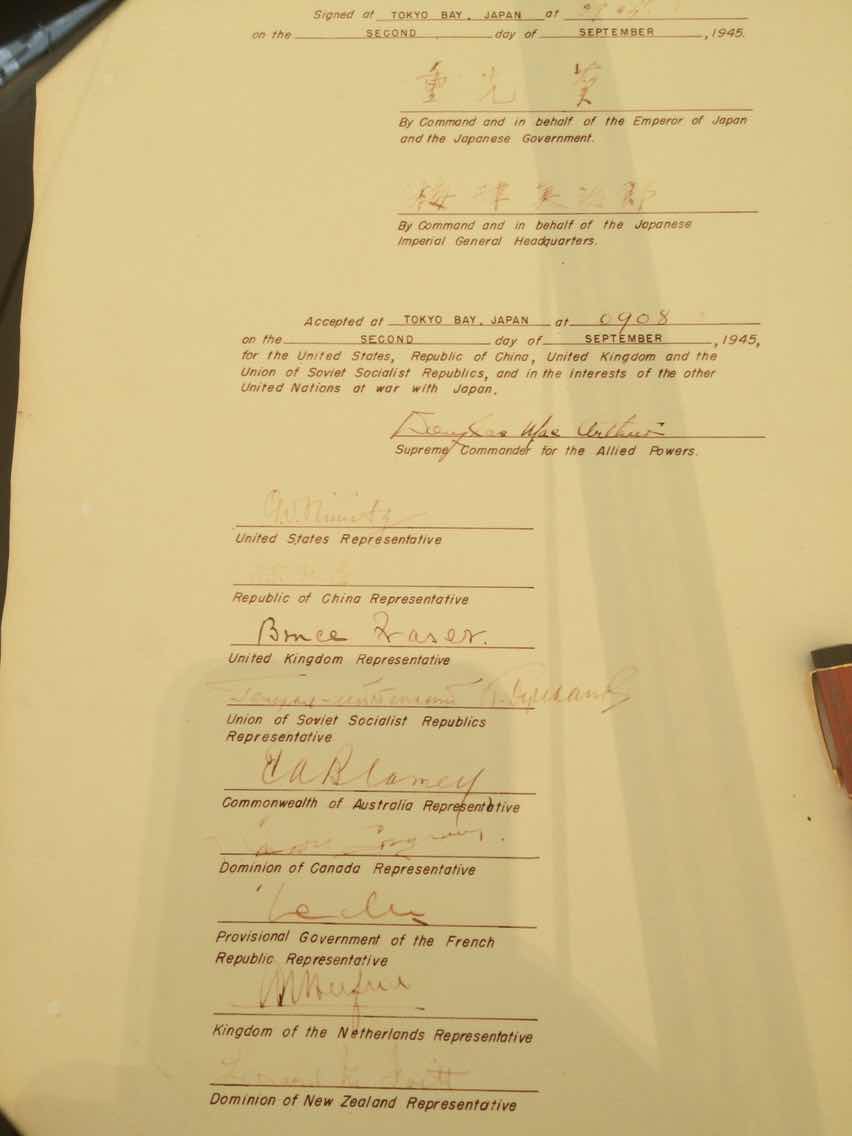 Signed at TOKYO BAY, JAPAN at
on the SECOND day of SEPTEMBER, 1945.
重光葵
By Command and in behalf of the Emperor of Japan
and the Japanese Government.
梅津美治郎
By Command and in behalf of the Japanese
Imperial General Headquarters.
Accepted at TOKYO BAY, JAPAN at 0908
on the SECOND day of SEPTEMBER, 1945,
for the United States, Republic of China, United Kingdom and the
Union of Soviet Socialist Republics, and in the interests of the other
United Nations at war with Japan.
Douglas MacArthur
Supreme Commander for the Allied Powers.
C.W. Nimitz
United States Representative
Republic of China Representative
Bruce Fraser.
United Kingdom Representative
Union of Soviet Socialist Republics
Representative
T A Blamey
Commonwealth of Australia Representative
Dominion of Canada Representative
Provisional Government of the French
Republic Representative
Kingdom of the Netherlands Representative
Dominion of New Zealand Representative